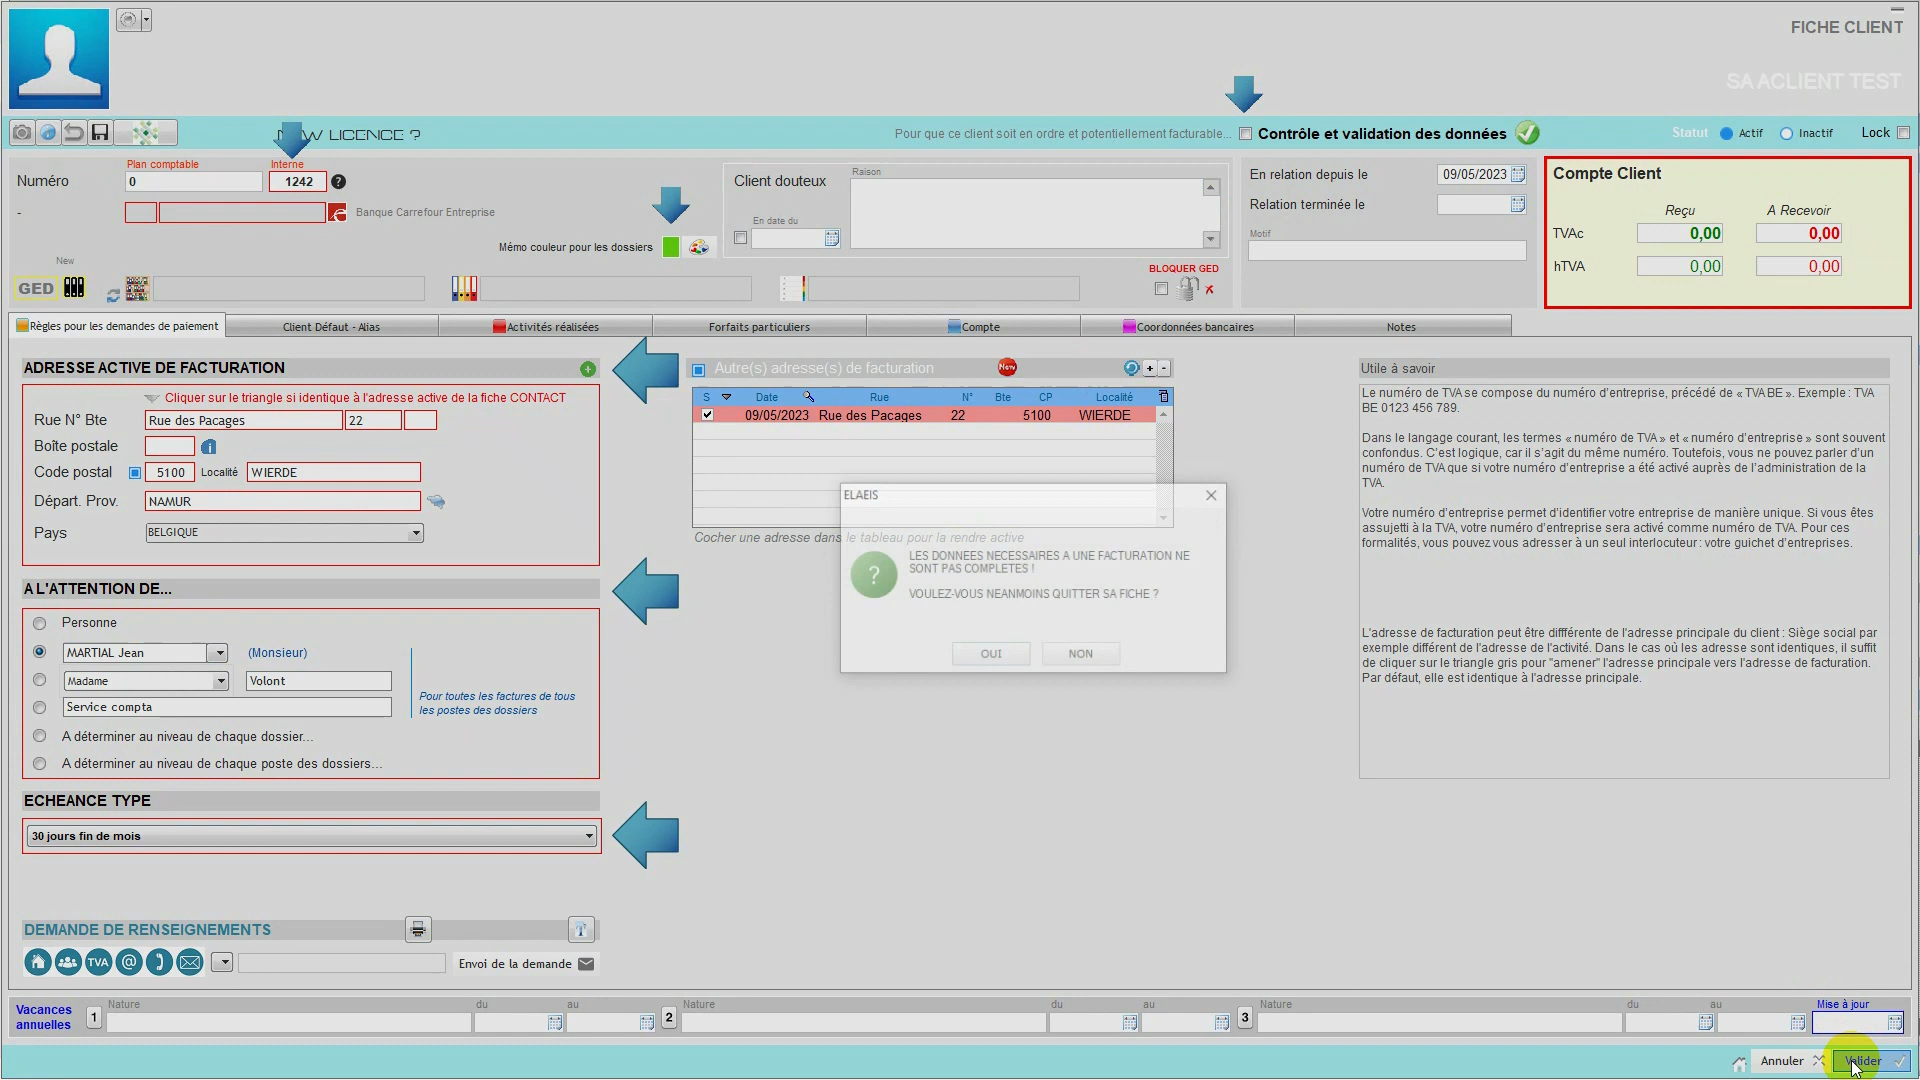 FICHE CLIENT
SA ACLIENT TEST
NEW LICENCE ?
Pour que ce client soit en ordre et potentiellement facturable...
Contrôle et validation des données
Statut
Actif
Inactif
Lock
Numéro
Plan comptable
0
Interne
1242
-
Banque Carrefour Entreprise
Mémo couleur pour les dossiers
New
GED
Client douteux
Raison
En date du
BLOQUER GED
En relation depuis le
09/05/2023
Relation terminée le
Motif
Compte Client
Reçu
A Recevoir
TVAc
0,00
0,00
hTVA
0,00
0,00
Règles pour les demandes de paiement
Client Défaut - Alias
Activités réalisées
Forfaits particuliers
Compte
Coordonnées bancaires
Notes
ADRESSE ACTIVE DE FACTURATION
Cliquer sur le triangle si identique à l'adresse active de la fiche CONTACT
Rue N° Bte
Rue des Pacages
22
Boîte postale
Code postal
5100
Localité
WIERDE
Départ. Prov.
NAMUR
Pays
BELGIQUE
A L'ATTENTION DE...
Personne
MARTIAL Jean
(Monsieur)
Madame
Volont
Service compta
Pour toutes les factures de tous
les postes des dossiers
A déterminer au niveau de chaque dossier...
A déterminer au niveau de chaque poste des dossiers...
ECHEANCE TYPE
30 jours fin de mois
DEMANDE DE RENSEIGNEMENTS
TVA
@
Envoi de la demande
Autre(s) adresse(s) de facturation
New
+
-
S
Date
Rue
N°
Bte
CP
Localité
09/05/2023
Rue des Pacages
22
5100
WIERDE
Cocher une adresse dans le tableau pour la rendre active
ELAEIS
LES DONNEES NECESSAIRES A UNE FACTURATION NE
SONT PAS COMPLETES !
VOULEZ-VOUS NEANMOINS QUITTER SA FICHE ?
OUI
NON
Utile à savoir
Le numéro de TVA se compose du numéro d'entreprise, précédé de « TVA BE ». Exemple : TVA
BE 0123 456 789.
Dans le langage courant, les termes « numéro de TVA » et « numéro d'entreprise » sont souvent
confondus. C'est logique, car il s'agit du même numéro. Toutefois, vous ne pouvez parler d'un
numéro de TVA que si votre numéro d'entreprise a été activé auprès de l'administration de la
TVA.
Votre numéro d'entreprise permet d'identifier votre entreprise de manière unique. Si vous êtes
assujetti à la TVA, votre numéro d'entreprise sera activé comme numéro de TVA. Pour ces
formalités, vous pouvez vous adresser à un seul interlocuteur : votre guichet d'entreprises.
L'adresse de facturation peut être diffférente de l'adresse principale du client : Siège social par
exemple différent de l'adresse de l'activité. Dans le cas où les adresse sont identiques, il suffit
de cliquer sur le triangle gris pour "amener" l'adresse principale vers l'adresse de facturation.
Par défaut, elle est identique à l'adresse principale.
Vacances
annuelles
1
Nature
du
au
2
Nature
du
au
3
Nature
du
au
Mise à jour
Annuler
Valider